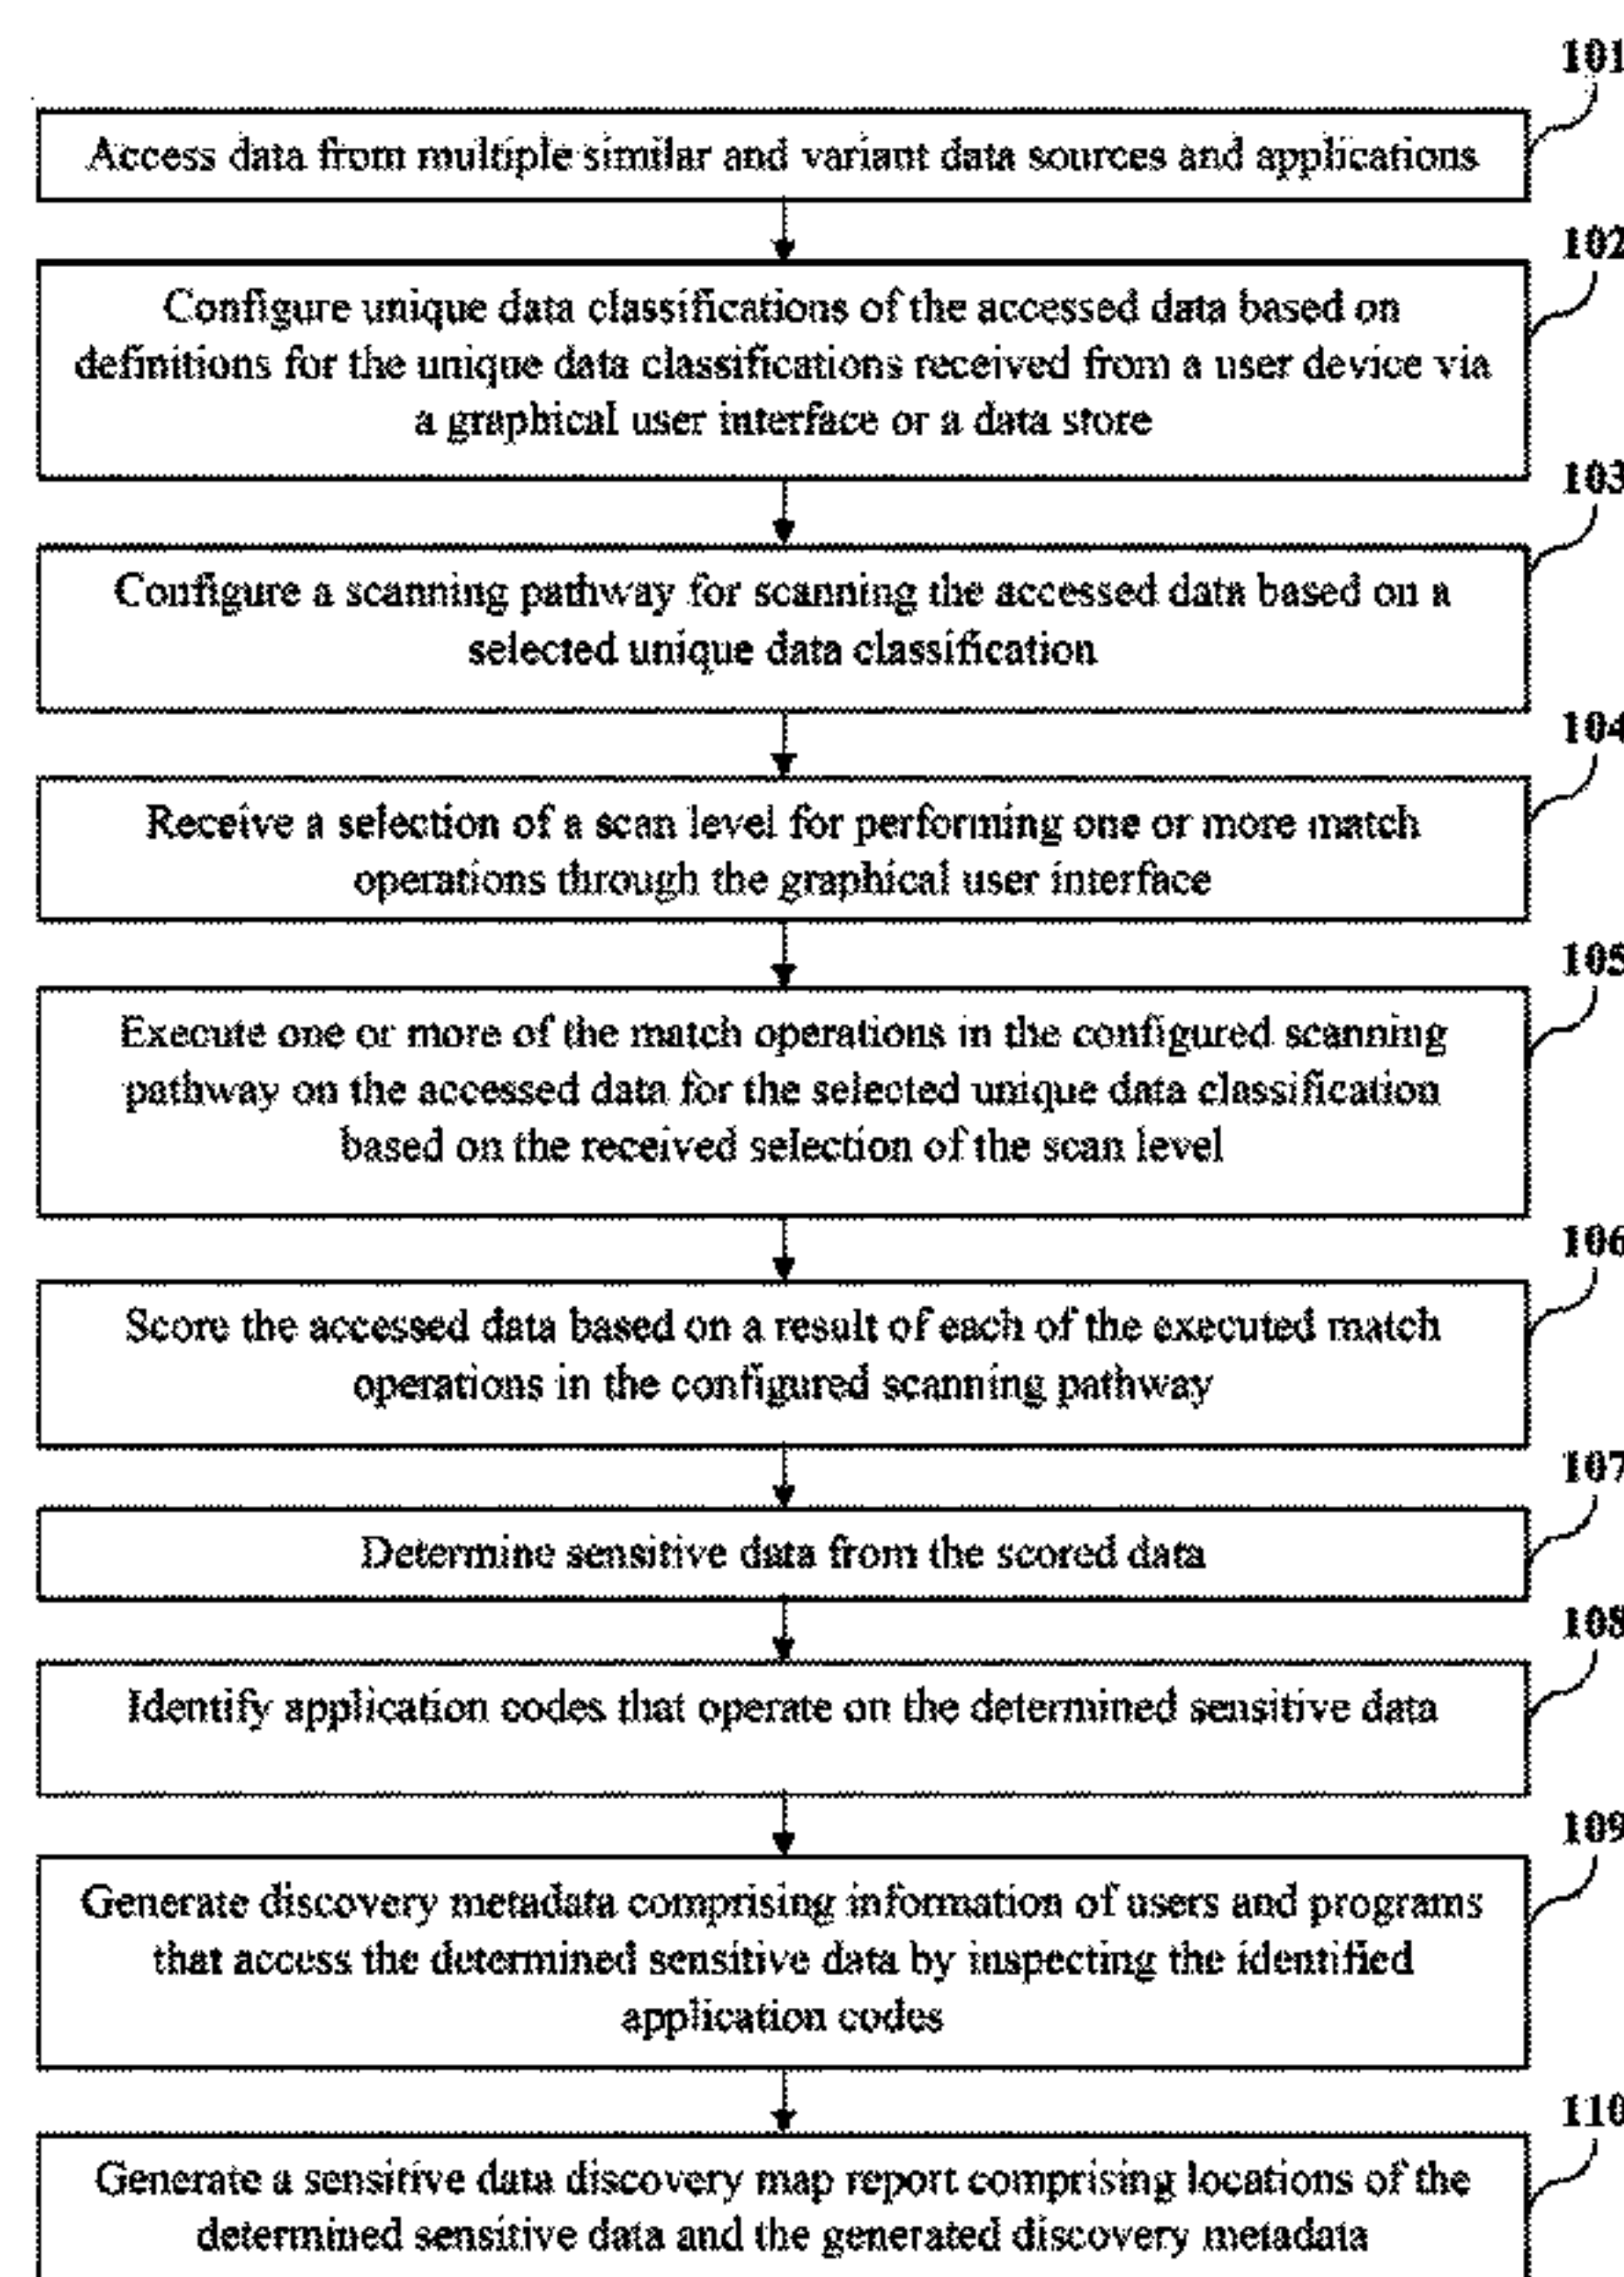 101
Access data from multiple similar and variant data sources and applications
102
Configure unique data classifications of the accessed data based on
definitions for the unique data classifications received from a user device via
a graphical user interface or a data store
103
Configure a scanning pathway for scanning the accessed data based on a
selected unique data classification
104
Receive a selection of a scan level for performing one or more match
operations through the graphical user interface
105
Execute one or more of the match operations in the configured scanning
pathway on the accessed data for the selected unique data classification
based on the received selection of the scan level
106
Score the accessed data based on a result of each of the executed match
operations in the configured scanning pathway
107
Determine sensitive data from the scored data
108
Identify application codes that operate on the determined sensitive data
109
Generate discovery metadata comprising information of users and programs
that access the determined sensitive data by inspecting the identified
application codes
110
Generate a sensitive data discovery map report comprising locations of the
determined sensitive data and the generated discovery metadata